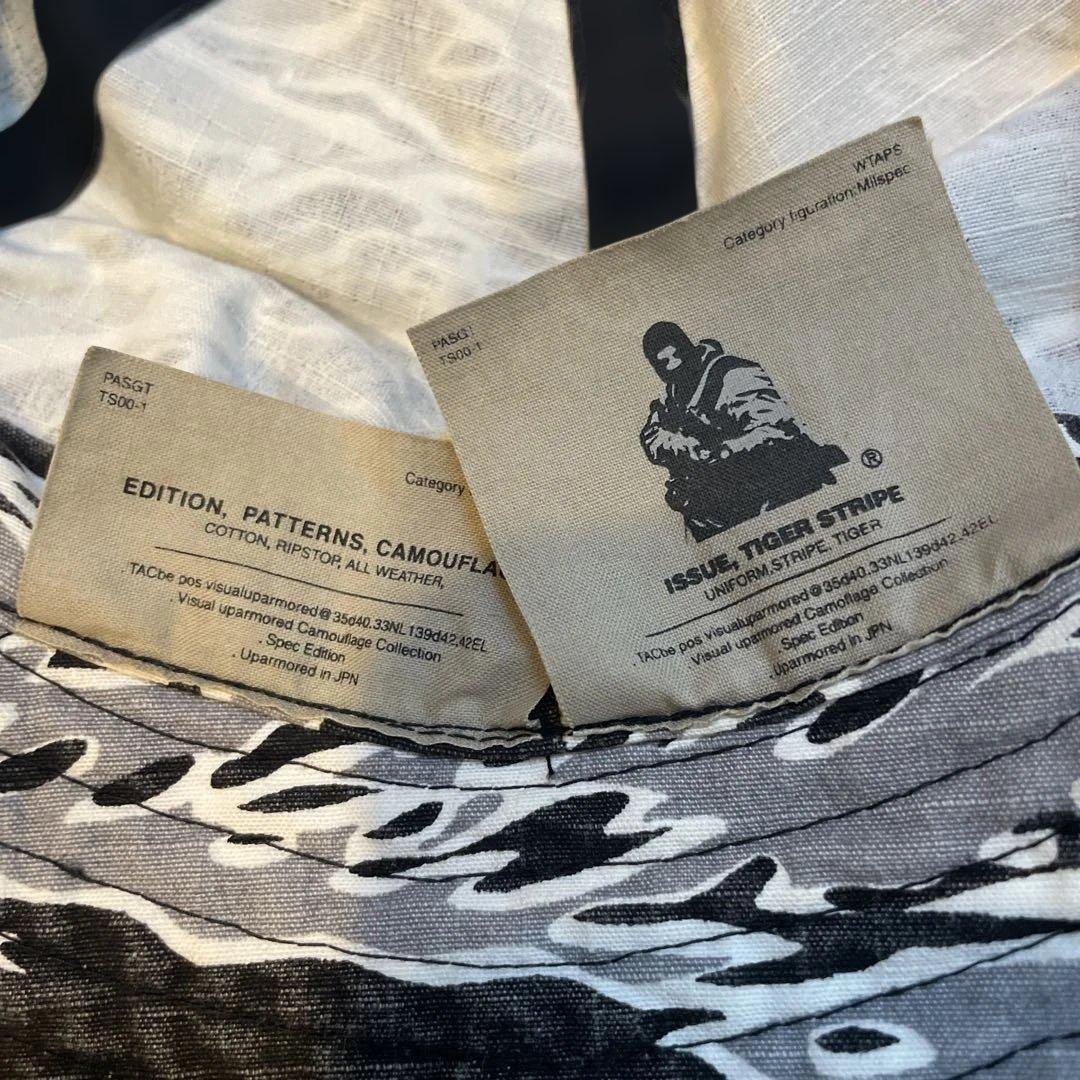 PASGT
TS00-1
Category
EDITION, PATTERNS, CAMOUFLA
COTTON, RIPSTOP, ALL WEATHER,
.TACbe pos visualuparmored@35d40.33NL139d42.42EL
.Visual uparmored Camouflage Collection
.Spec Edition
.Uparmored in JPN
WTAPS
Category figuration;Milspec
PASGT
TS00-1
®
ISSUE, TIGER STRIPE
UNIFORM,STRIPE, TIGER
.TACbe pos visualuparmored@35d40.33NL139d42.42EL
Visual uparmored Camouflage Collection
.Spec Edition
.Uparmored in JPN